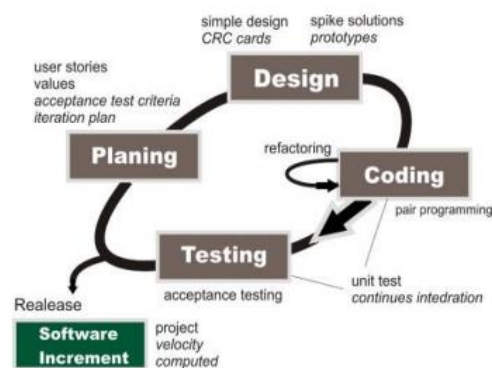 simple design
CRC cards
spike solutions
prototypes
Design
user stories
values
acceptance test criteria
iteration plan
Planing
refactoring
Coding
pair programming
Testing
acceptance testing
unit test
continues intedration
Realease
Software
Increment
project
velocity
computed